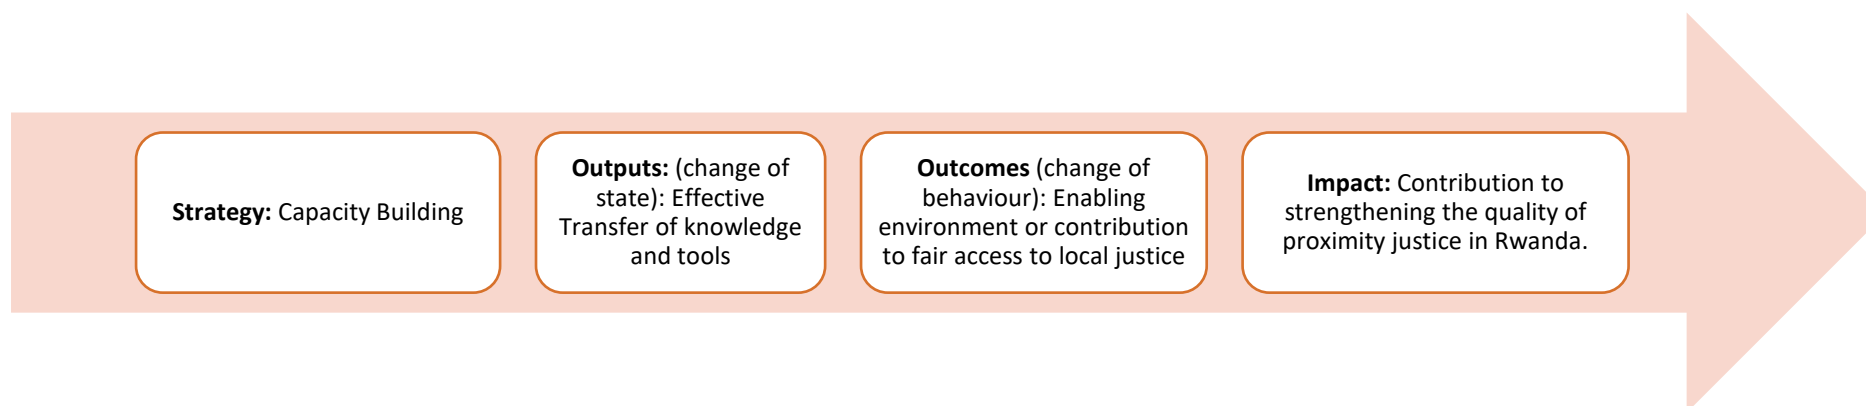 Strategy: Capacity Building
Outputs: (change of
state): Effective
Transfer of knowledge
and tools
Outcomes (change of
behaviour): Enabling
environment or contribution
to fair access to local justice
Impact: Contribution to
strengthening the quality of
proximity justice in Rwanda.